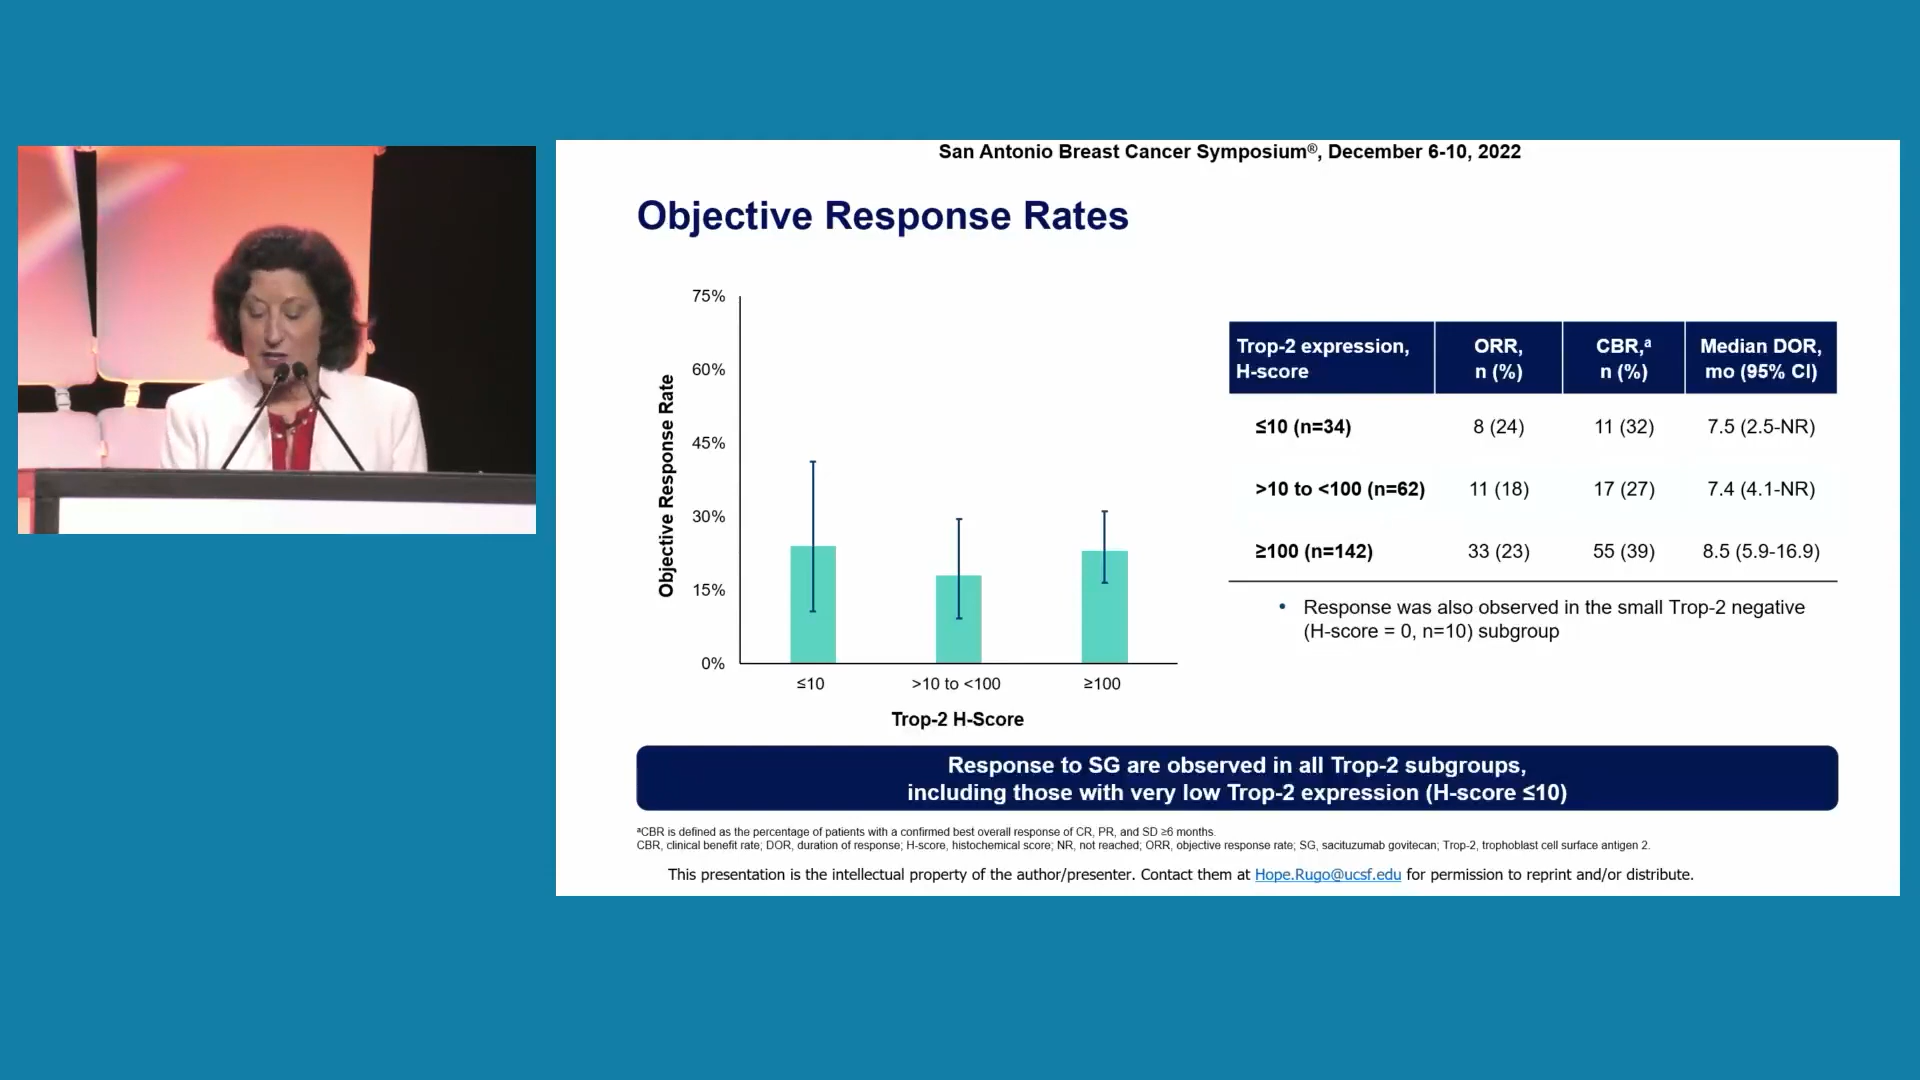 San Antonio Breast Cancer Symposium®, December 6-10, 2022
Objective Response Rates
75%
60%
45%
30%
15%
0%
Objective Response Rate
≤10
>10 to <100
≥100
Trop-2 H-Score
Trop-2 expression, H-score
ORR, n (%)
CBR,ᵃ n (%)
Median DOR, mo (95% CI)
≤10 (n=34) 8 (24) 11 (32) 7.5 (2.5-NR)
>10 to <100 (n=62) 11 (18) 17 (27) 7.4 (4.1-NR)
≥100 (n=142) 33 (23) 55 (39) 8.5 (5.9-16.9)
• Response was also observed in the small Trop-2 negative
(H-score = 0, n=10) subgroup
Response to SG are observed in all Trop-2 subgroups,
including those with very low Trop-2 expression (H-score ≤10)
ᵃCBR is defined as the percentage of patients with a confirmed best overall response of CR, PR, and SD ≥6 months.
CBR, clinical benefit rate; DOR, duration of response; H-score, histochemical score; NR, not reached; ORR, objective response rate; SG, sacituzumab govitecan; Trop-2, trophoblast cell surface antigen 2.
This presentation is the intellectual property of the author/presenter. Contact them at Hope.Rugo@ucsf.edu for permission to reprint and/or distribute.